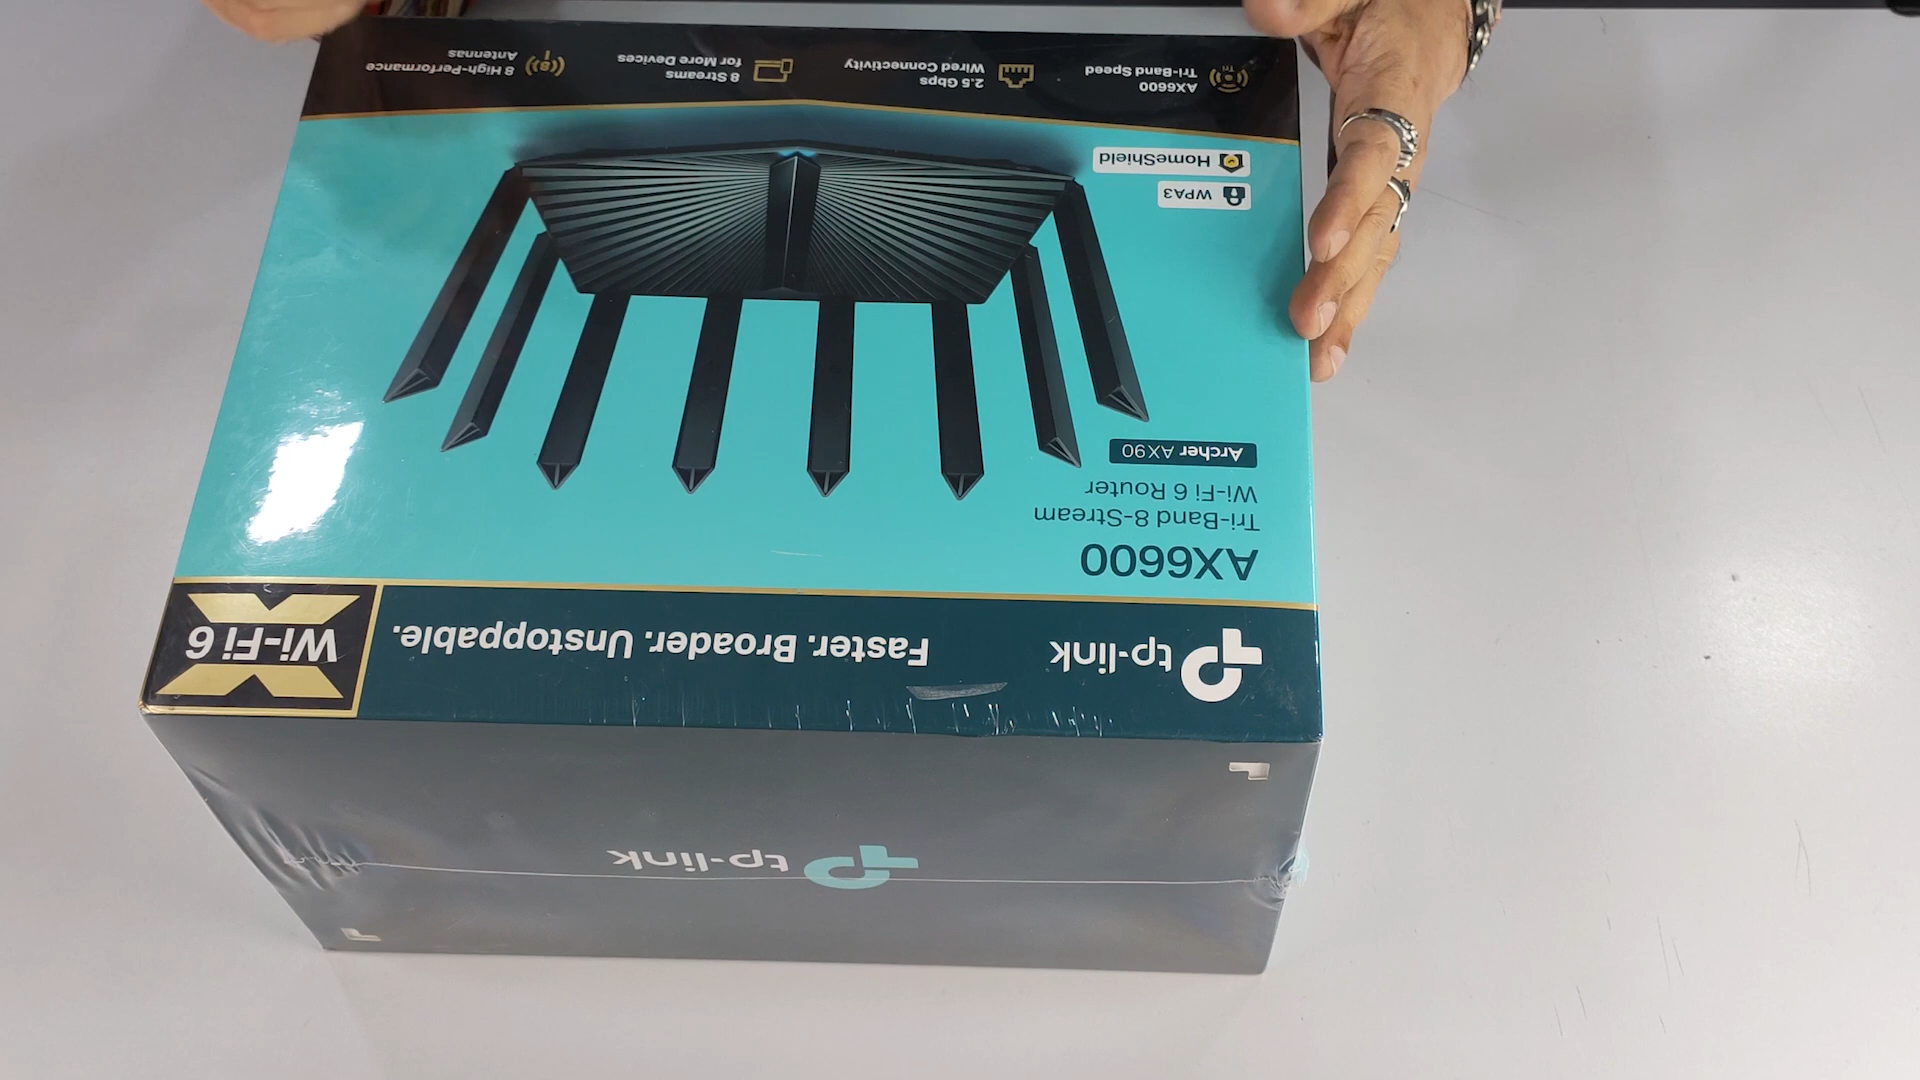 tp-link
Faster. Broader. Unstoppable.
Wi-Fi 6
AX6600
Tri-Band 8-Stream
Wi-Fi 6 Router
Archer AX90
WPA3
HomeShield
Tri
AX6600
Tri-Band Speed
2.5 Gbps
Wired Connectivity
8 Streams
for More Devices
8
8 High-Performance
Antennas
tp-link